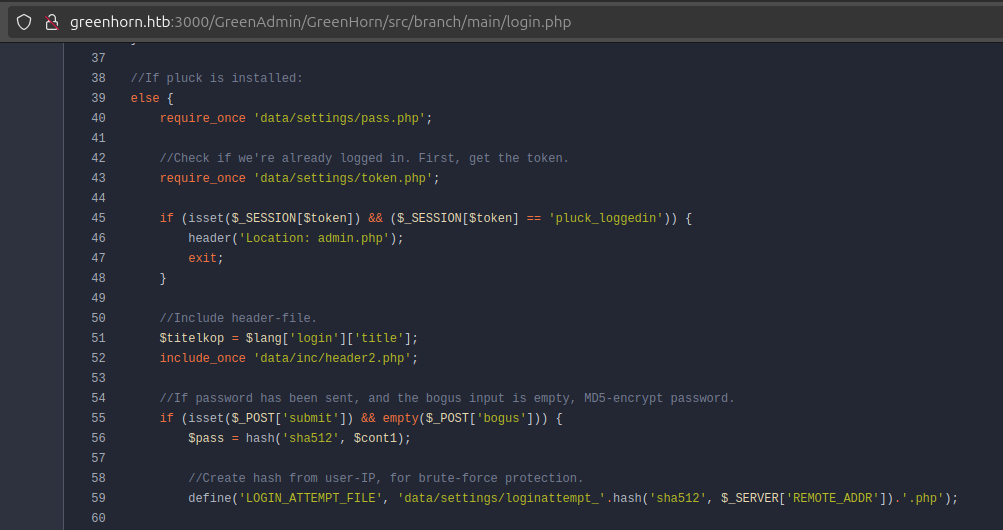 greenhorn.htb:3000/GreenAdmin/GreenHorn/src/branch/main/login.php
37
38 //If pluck is installed:
39 else {
40 require_once 'data/settings/pass.php';
41
42 //Check if we're already logged in. First, get the token.
43 require_once 'data/settings/token.php';
44
45 if (isset($_SESSION[$token]) && ($_SESSION[$token] == 'pluck_loggedin')) {
46 header('Location: admin.php');
47 exit;
48 }
49
50 //Include header-file.
51 $titelkop = $lang['login']['title'];
52 include_once 'data/inc/header2.php';
53
54 //If password has been sent, and the bogus input is empty, MD5-encrypt password.
55 if (isset($_POST['submit']) && empty($_POST['bogus'])) {
56 $pass = hash('sha512', $cont1);
57
58 //Create hash from user-IP, for brute-force protection.
59 define('LOGIN_ATTEMPT_FILE', 'data/settings/loginattempt_'.hash('sha512', $_SERVER['REMOTE_ADDR']).'.php');
60